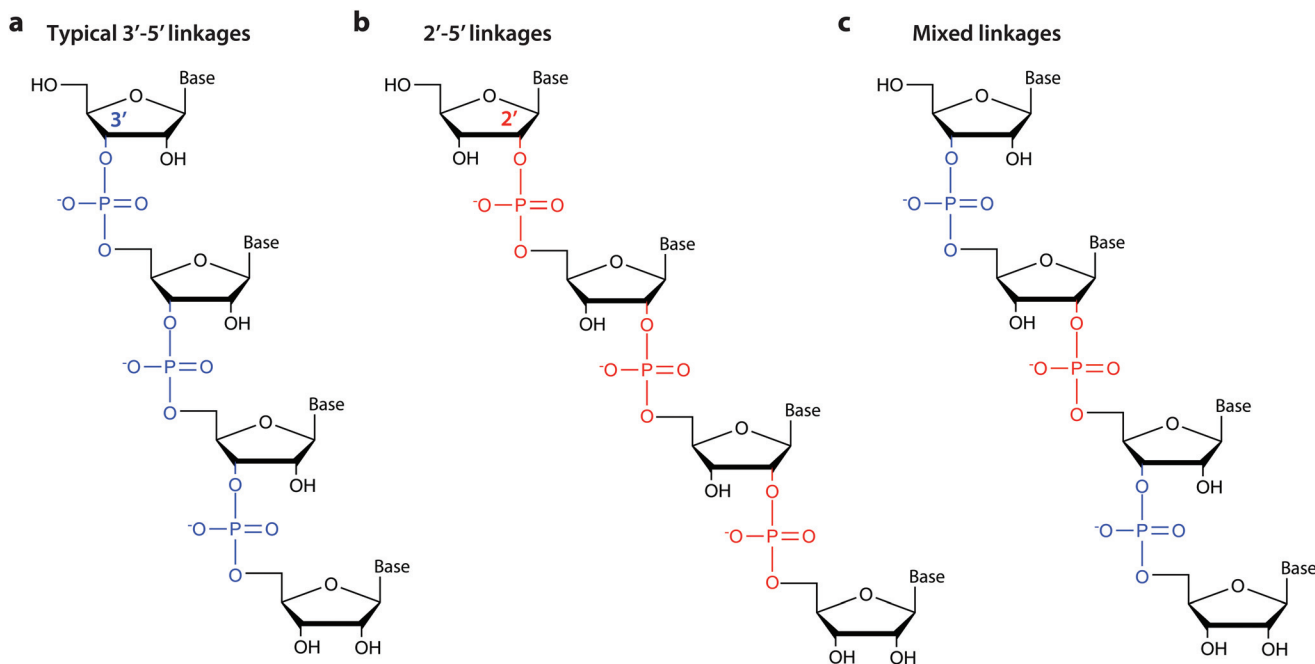 a Typical 3′-5′ linkages
HO
Base
O
3′
O
OH
⁻O—P=O
O
Base
O
O
OH
⁻O—P=O
O
Base
O
O
OH
⁻O—P=O
O
Base
O
OH
OH
b 2′-5′ linkages
HO
Base
O
2′
OH
O
⁻O—P=O
O
Base
O
OH
O
⁻O—P=O
O
Base
O
OH
O
⁻O—P=O
O
Base
O
OH
OH
c Mixed linkages
HO
Base
O
O
OH
⁻O—P=O
O
Base
O
OH
O
⁻O—P=O
O
Base
O
O
OH
⁻O—P=O
O
Base
O
OH
OH